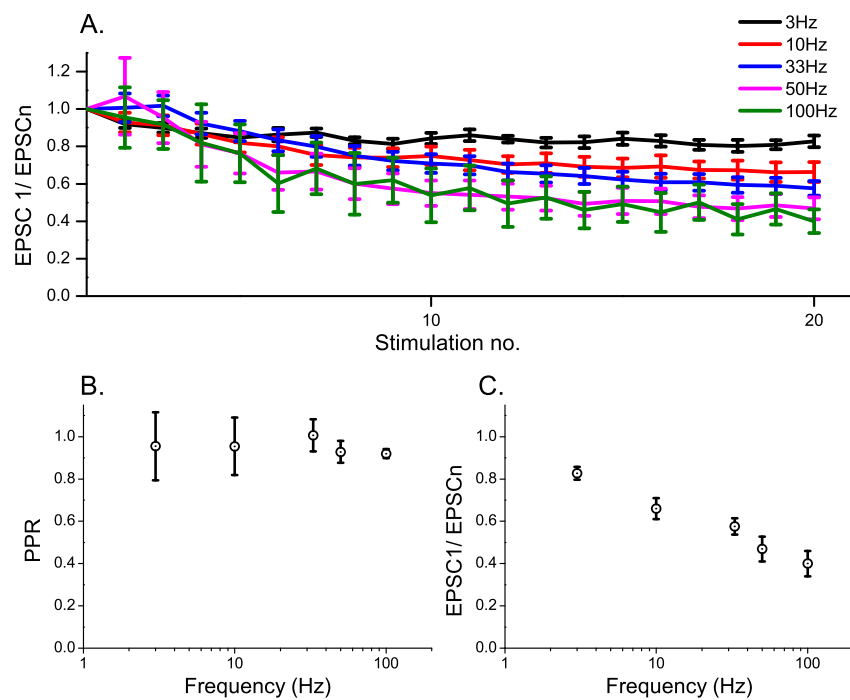 A.
3Hz
10Hz
33Hz
50Hz
100Hz
1.2
1.0
0.8
0.6
0.4
0.2
0.0
EPSC 1/ EPSCn
10
20
Stimulation no.
B.
1.0
0.8
0.6
0.4
0.2
0.0
PPR
1
10
100
Frequency (Hz)
C.
1.0
0.8
0.6
0.4
0.2
0.0
EPSC1/ EPSCn
1
10
100
Frequency (Hz)